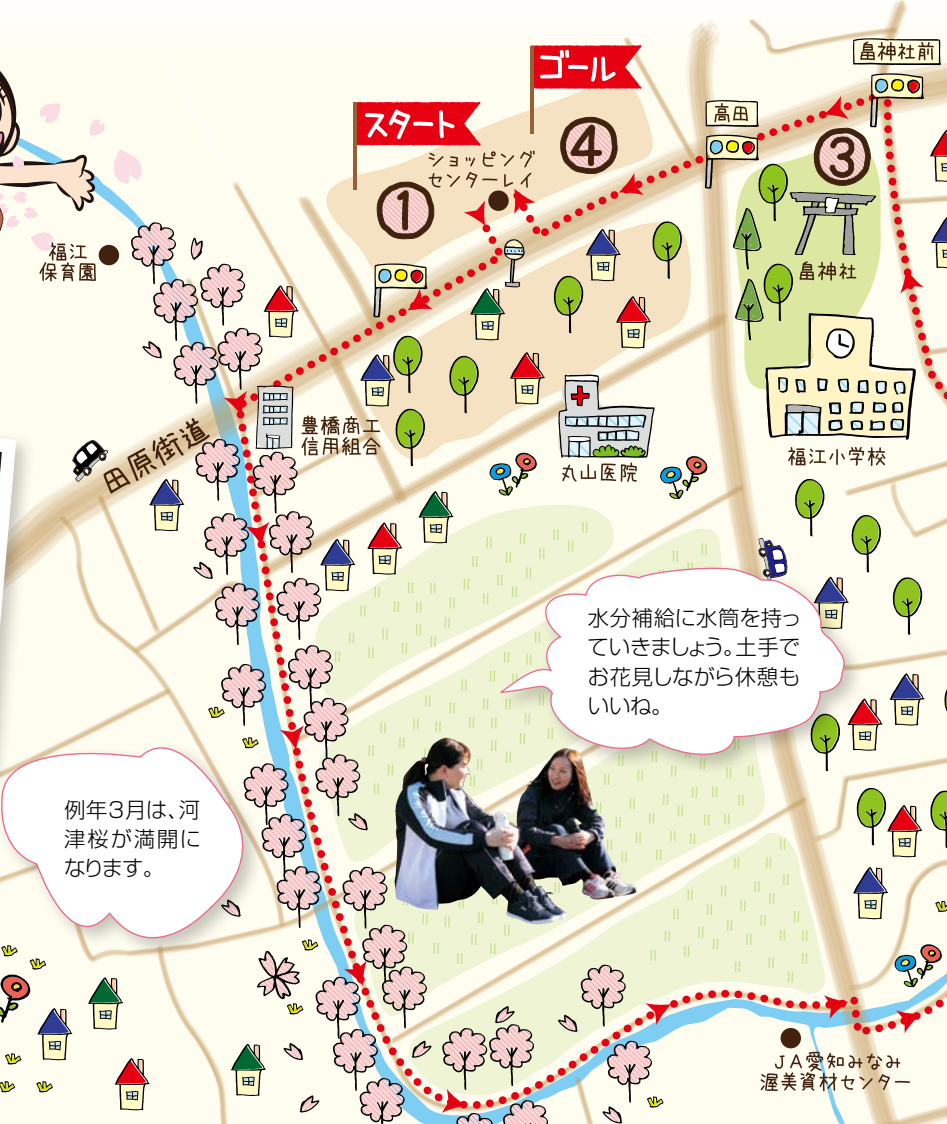 畠神社前
ゴール
高田
スタート
④
③
ショッピング
センターレイ
①
福江
保育園
畠神社
豊橋商工
信用組合
田原街道
丸山医院
福江小学校
水分補給に水筒を持っ
ていきましょう。土手で
お花見しながら休憩も
いいね。
例年3月は、河
津桜が満開に
なります。
JA愛知みなみ
渥美資材センター